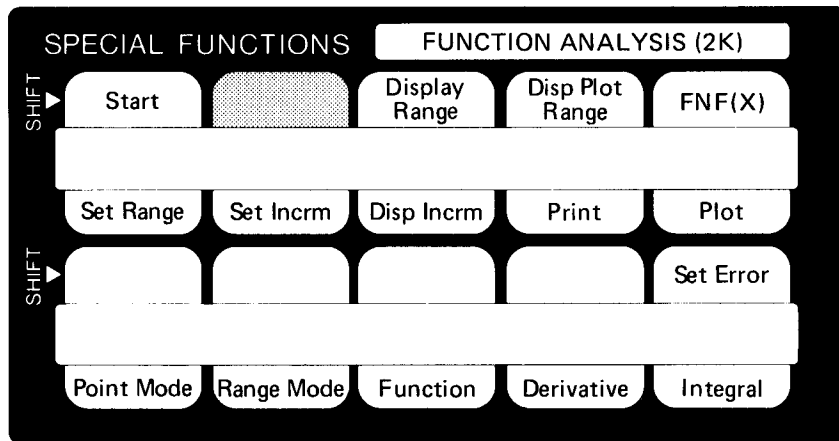 SPECIAL FUNCTIONS FUNCTION ANALYSIS (2K)
SHIFT Start Display Range Disp Plot Range FNF(X)
Set Range Set Incrm Disp Incrm Print Plot
SHIFT Set Error
Point Mode Range Mode Function Derivative Integral